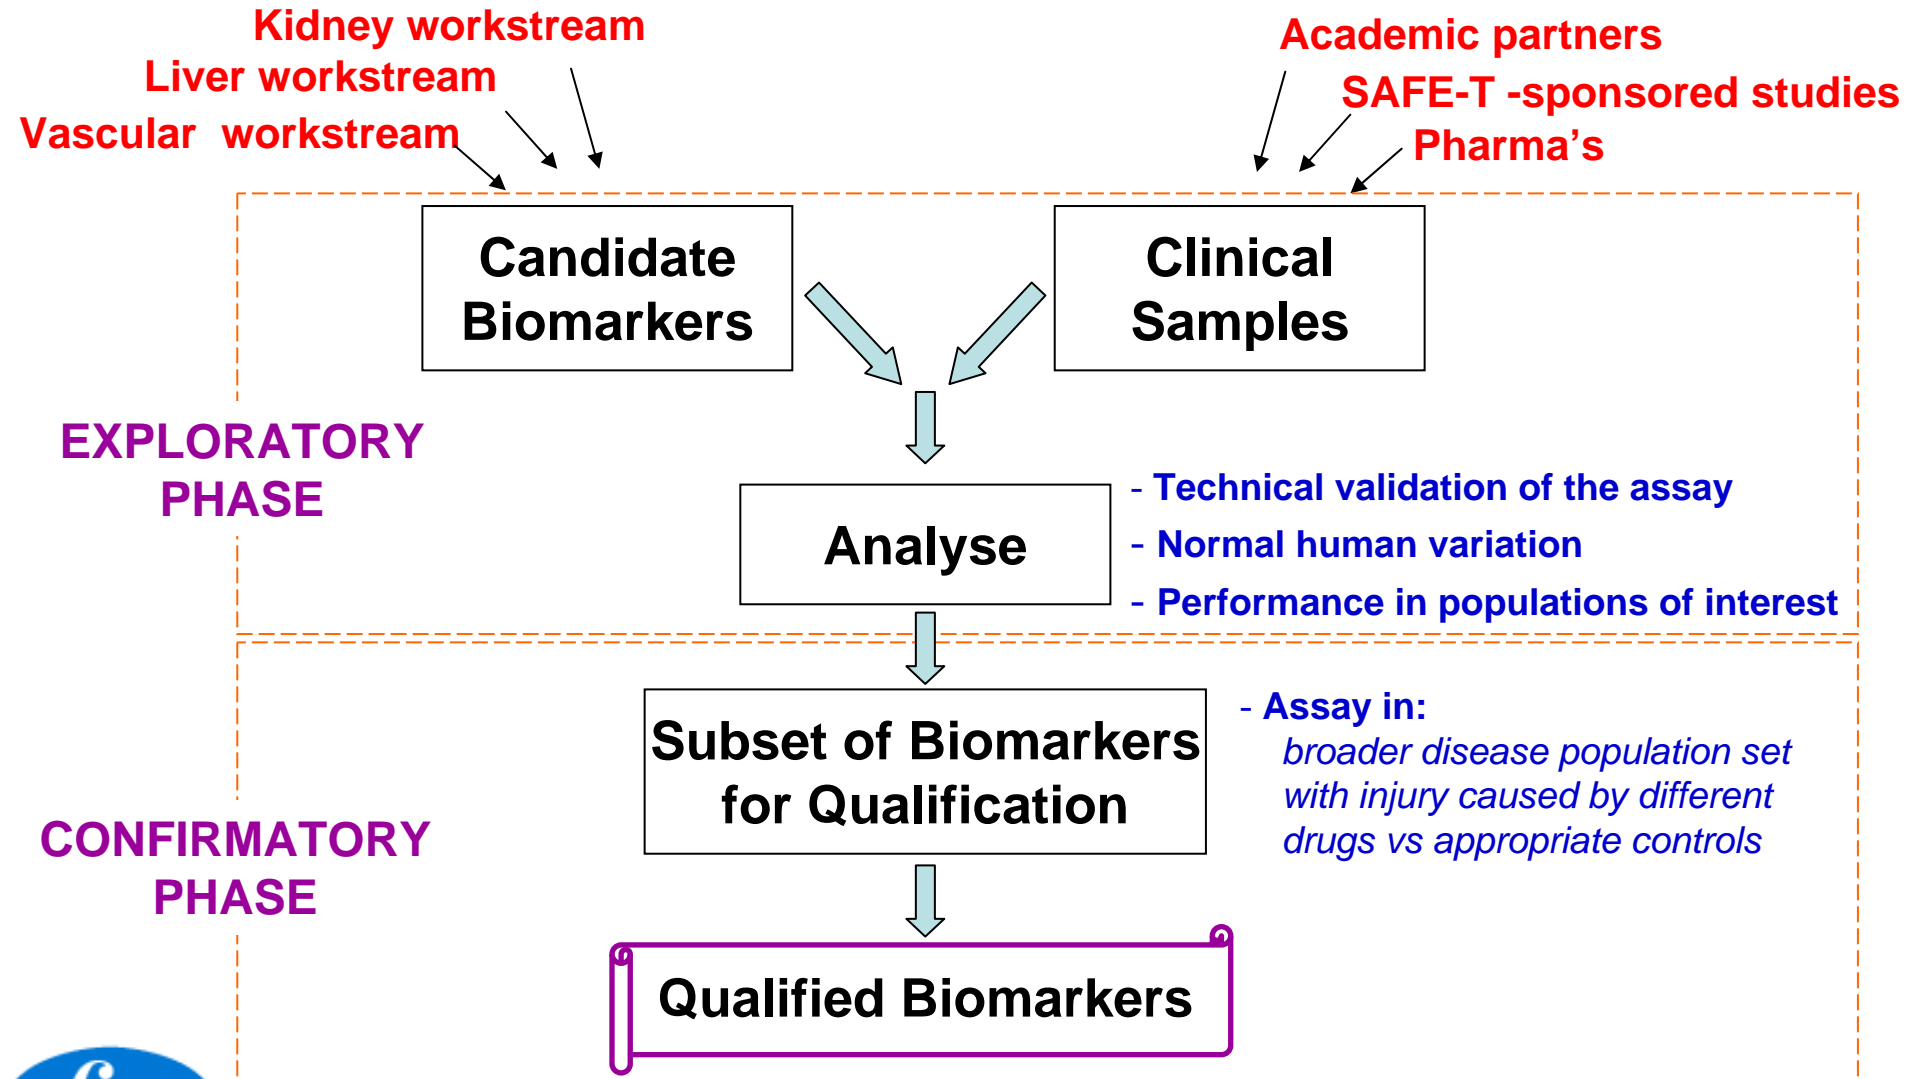 Kidney workstream
Liver workstream
Vascular workstream
Academic partners
SAFE-T -sponsored studies
Pharma's
Candidate
Biomarkers
Clinical
Samples
EXPLORATORY
PHASE
Analyse
- Technical validation of the assay
- Normal human variation
- Performance in populations of interest
Subset of Biomarkers
for Qualification
- Assay in:
broader disease population set
with injury caused by different
drugs vs appropriate controls
CONFIRMATORY
PHASE
Qualified Biomarkers